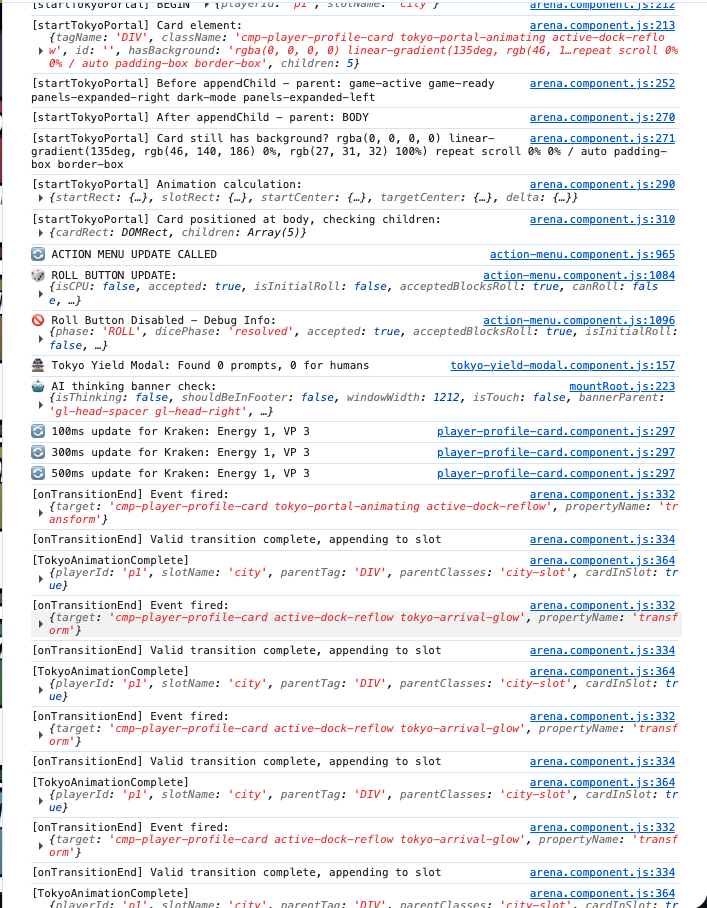 [startTokyoPortal] BEGIN ▸ {playerId: 'p1', slotName: 'city'} arena.component.js:212
[startTokyoPortal] Card element: arena.component.js:213
{tagName: 'DIV', className: 'cmp-player-profile-card tokyo-portal-animating active-dock-reflo
▸ w', id: '', hasBackground: 'rgba(0, 0, 0, 0) linear-gradient(135deg, rgb(46, 1…repeat scroll 0%
0% / auto padding-box border-box', children: 5}
[startTokyoPortal] Before appendChild – parent: game-active game-ready arena.component.js:252
panels-expanded-right dark-mode panels-expanded-left
[startTokyoPortal] After appendChild – parent: BODY arena.component.js:270
[startTokyoPortal] Card still has background? rgba(0, 0, 0, 0) linear- arena.component.js:271
gradient(135deg, rgb(46, 140, 186) 0%, rgb(27, 31, 32) 100%) repeat scroll 0% 0% / auto padding-
box border-box
[startTokyoPortal] Animation calculation: arena.component.js:290
▸ {startRect: {…}, slotRect: {…}, startCenter: {…}, targetCenter: {…}, delta: {…}}
[startTokyoPortal] Card positioned at body, checking children: arena.component.js:310
▸ {cardRect: DOMRect, children: Array(5)}
🔄 ACTION MENU UPDATE CALLED action-menu.component.js:965
🎲 ROLL BUTTON UPDATE: action-menu.component.js:1084
▸ {isCPU: false, accepted: true, isInitialRoll: false, acceptedBlocksRoll: true, canRoll: fals
e, …}
🚫 Roll Button Disabled – Debug Info: action-menu.component.js:1096
▸ {phase: 'ROLL', dicePhase: 'resolved', accepted: true, acceptedBlocksRoll: true, isInitialRoll:
false, …}
🏯 Tokyo Yield Modal: Found 0 prompts, 0 for humans tokyo-yield-modal.component.js:157
🤖 AI thinking banner check: mountRoot.js:223
▸ {isThinking: false, shouldBeInFooter: false, windowWidth: 1212, isTouch: false, bannerParent:
'gl-head-spacer gl-head-right', …}
🔄 100ms update for Kraken: Energy 1, VP 3 player-profile-card.component.js:297
🔄 300ms update for Kraken: Energy 1, VP 3 player-profile-card.component.js:297
🔄 500ms update for Kraken: Energy 1, VP 3 player-profile-card.component.js:297
[onTransitionEnd] Event fired: arena.component.js:332
▸ {target: 'cmp-player-profile-card tokyo-portal-animating active-dock-reflow', propertyName: 'tr
ansform'}
[onTransitionEnd] Valid transition complete, appending to slot arena.component.js:334
[TokyoAnimationComplete] arena.component.js:364
▸ {playerId: 'p1', slotName: 'city', parentTag: 'DIV', parentClasses: 'city-slot', cardInSlot: tr
ue}
[onTransitionEnd] Event fired: arena.component.js:332
▸ {target: 'cmp-player-profile-card active-dock-reflow tokyo-arrival-glow', propertyName: 'transf
orm'}
[onTransitionEnd] Valid transition complete, appending to slot arena.component.js:334
[TokyoAnimationComplete] arena.component.js:364
▸ {playerId: 'p1', slotName: 'city', parentTag: 'DIV', parentClasses: 'city-slot', cardInSlot: tr
ue}
[onTransitionEnd] Event fired: arena.component.js:332
▸ {target: 'cmp-player-profile-card active-dock-reflow tokyo-arrival-glow', propertyName: 'transf
orm'}
[onTransitionEnd] Valid transition complete, appending to slot arena.component.js:334
[TokyoAnimationComplete] arena.component.js:364
▸ {playerId: 'p1', slotName: 'city', parentTag: 'DIV', parentClasses: 'city-slot', cardInSlot: tr
ue}
[onTransitionEnd] Event fired: arena.component.js:332
▸ {target: 'cmp-player-profile-card active-dock-reflow tokyo-arrival-glow', propertyName: 'transf
orm'}
[onTransitionEnd] Valid transition complete, appending to slot arena.component.js:334
[TokyoAnimationComplete] arena.component.js:364
{playerId: 'p1', slotName: 'city', parentTag: 'DIV', parentClasses: 'city-slot', cardInSlot: tr